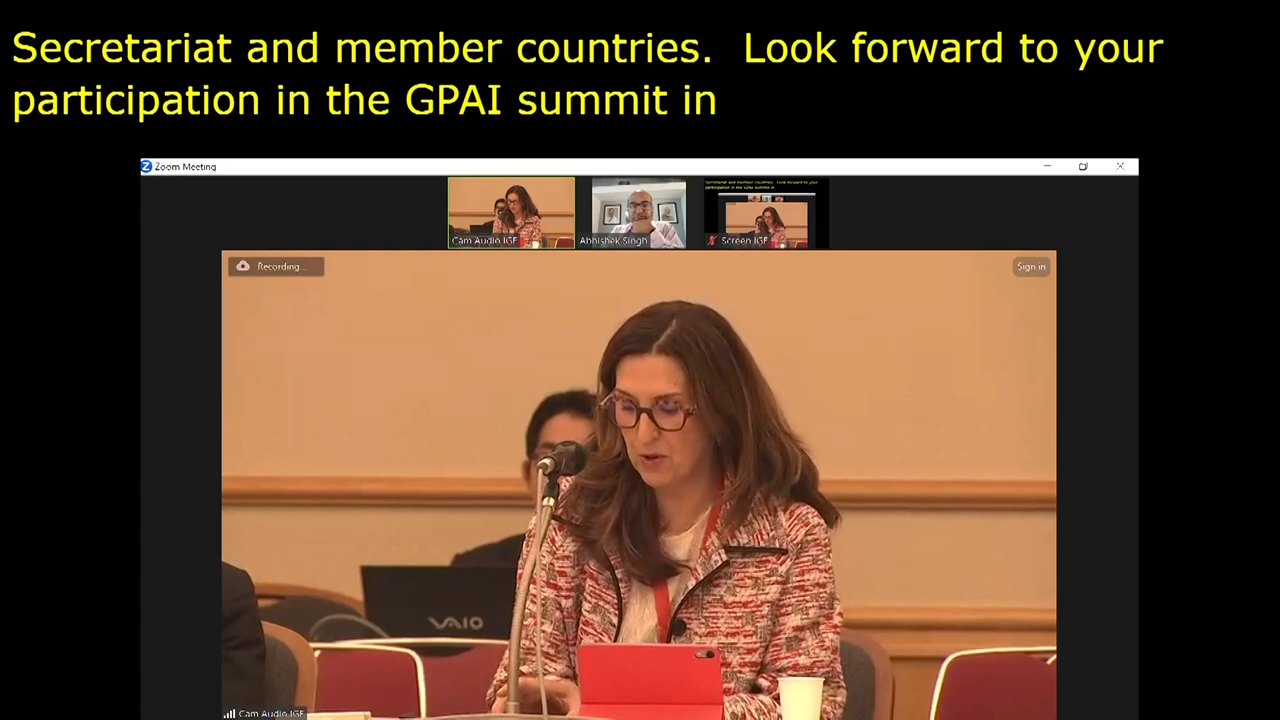 Secretariat and member countries.  Look forward to your
participation in the GPAI summit in
Zoom Meeting
Cam Audio IGF
Abhishek Singh
Screen IGF
Recording...
Sign in
VAIO
Cam Audio IGF